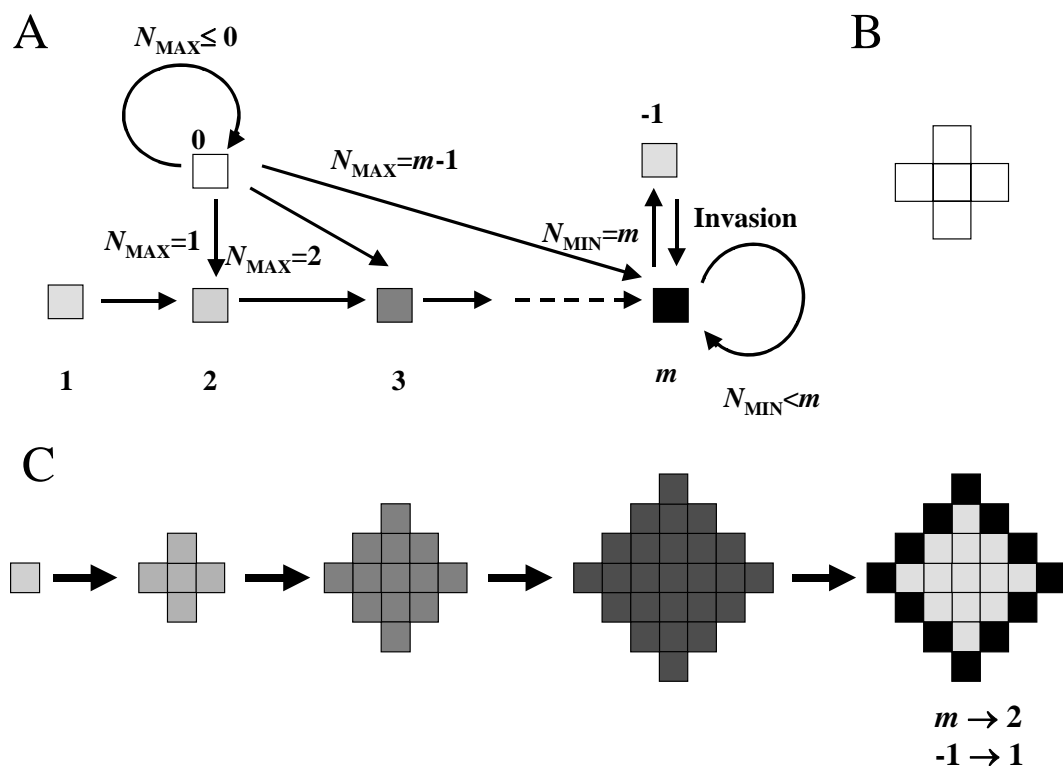 A
B
N_MAX ≤ 0
0
-1
N_MAX=m-1
Invasion
N_MIN=m
N_MAX=1
N_MAX=2
1
2
3
m
N_MIN<m
C
m → 2
-1 → 1